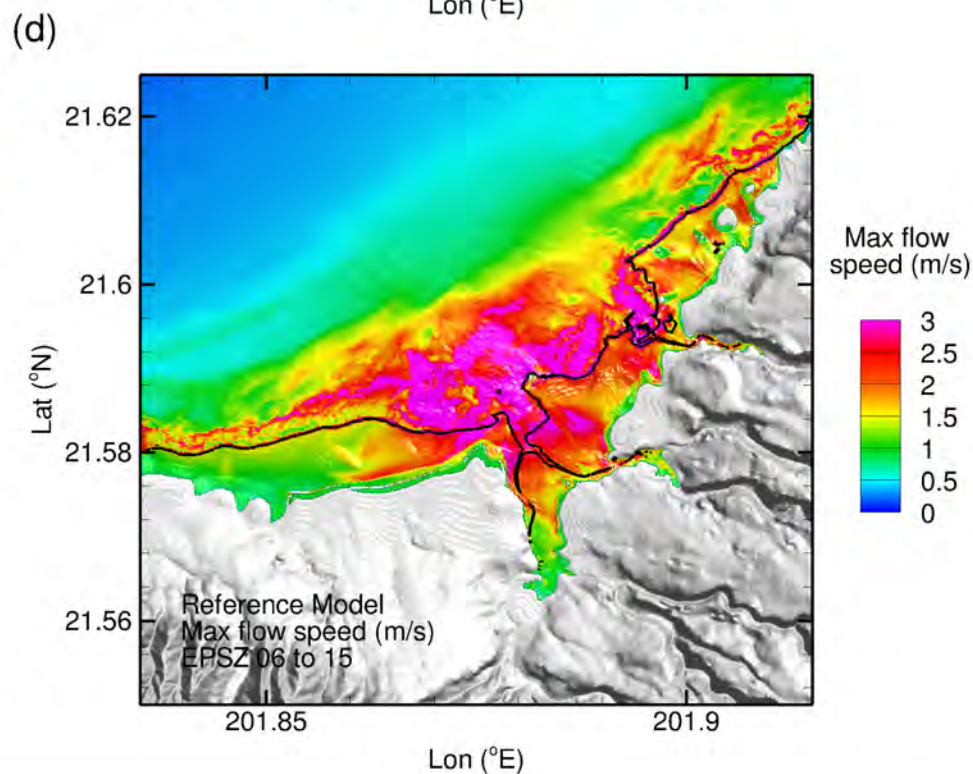 Lon (°E)
(d)
21.62
21.6
21.58
21.56
Lat (°N)
Reference Model
Max flow speed (m/s)
EPSZ 06 to 15
201.85
201.9
Lon (°E)
Max flow
speed (m/s)
3
2.5
2
1.5
1
0.5
0